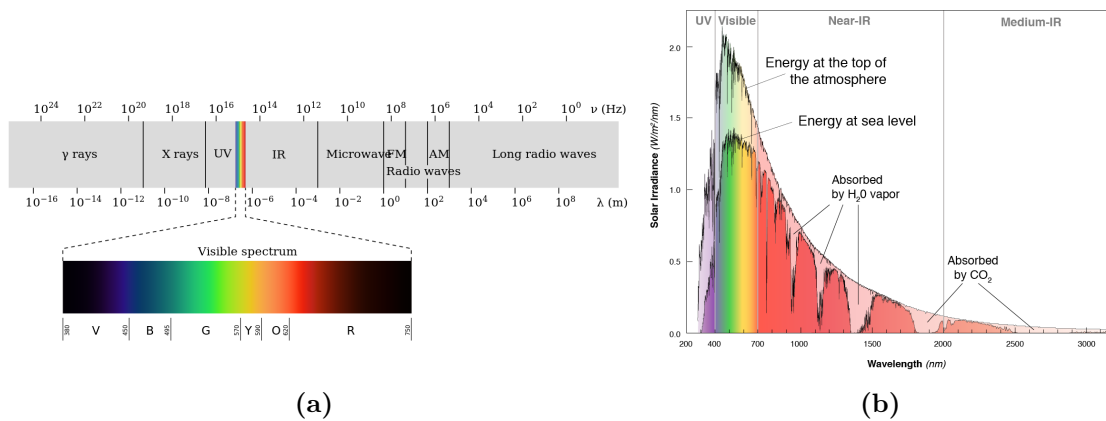 10^24 10^22 10^20 10^18 10^16 10^14 10^12 10^10 10^8 10^6 10^4 10^2 10^0 ν (Hz)
γ rays X rays UV IR Microwave FM AM Long radio waves
Radio waves
10^-16 10^-14 10^-12 10^-10 10^-8 10^-6 10^-4 10^-2 10^0 10^2 10^4 10^6 10^8 λ (m)
Visible spectrum
380 V 450 B 495 G 570 Y 590 O 620 R 750
(a)
UV Visible Near-IR Medium-IR
Solar Irradiance (W/m²/nm)
2.0
1.5
1.0
0.5
0.0
Energy at the top of
the atmosphere
Energy at sea level
Absorbed
by H₂0 vapor
Absorbed
by CO₂
200 400 700 1000 1500 2000 2500 3000
Wavelength (nm)
(b)